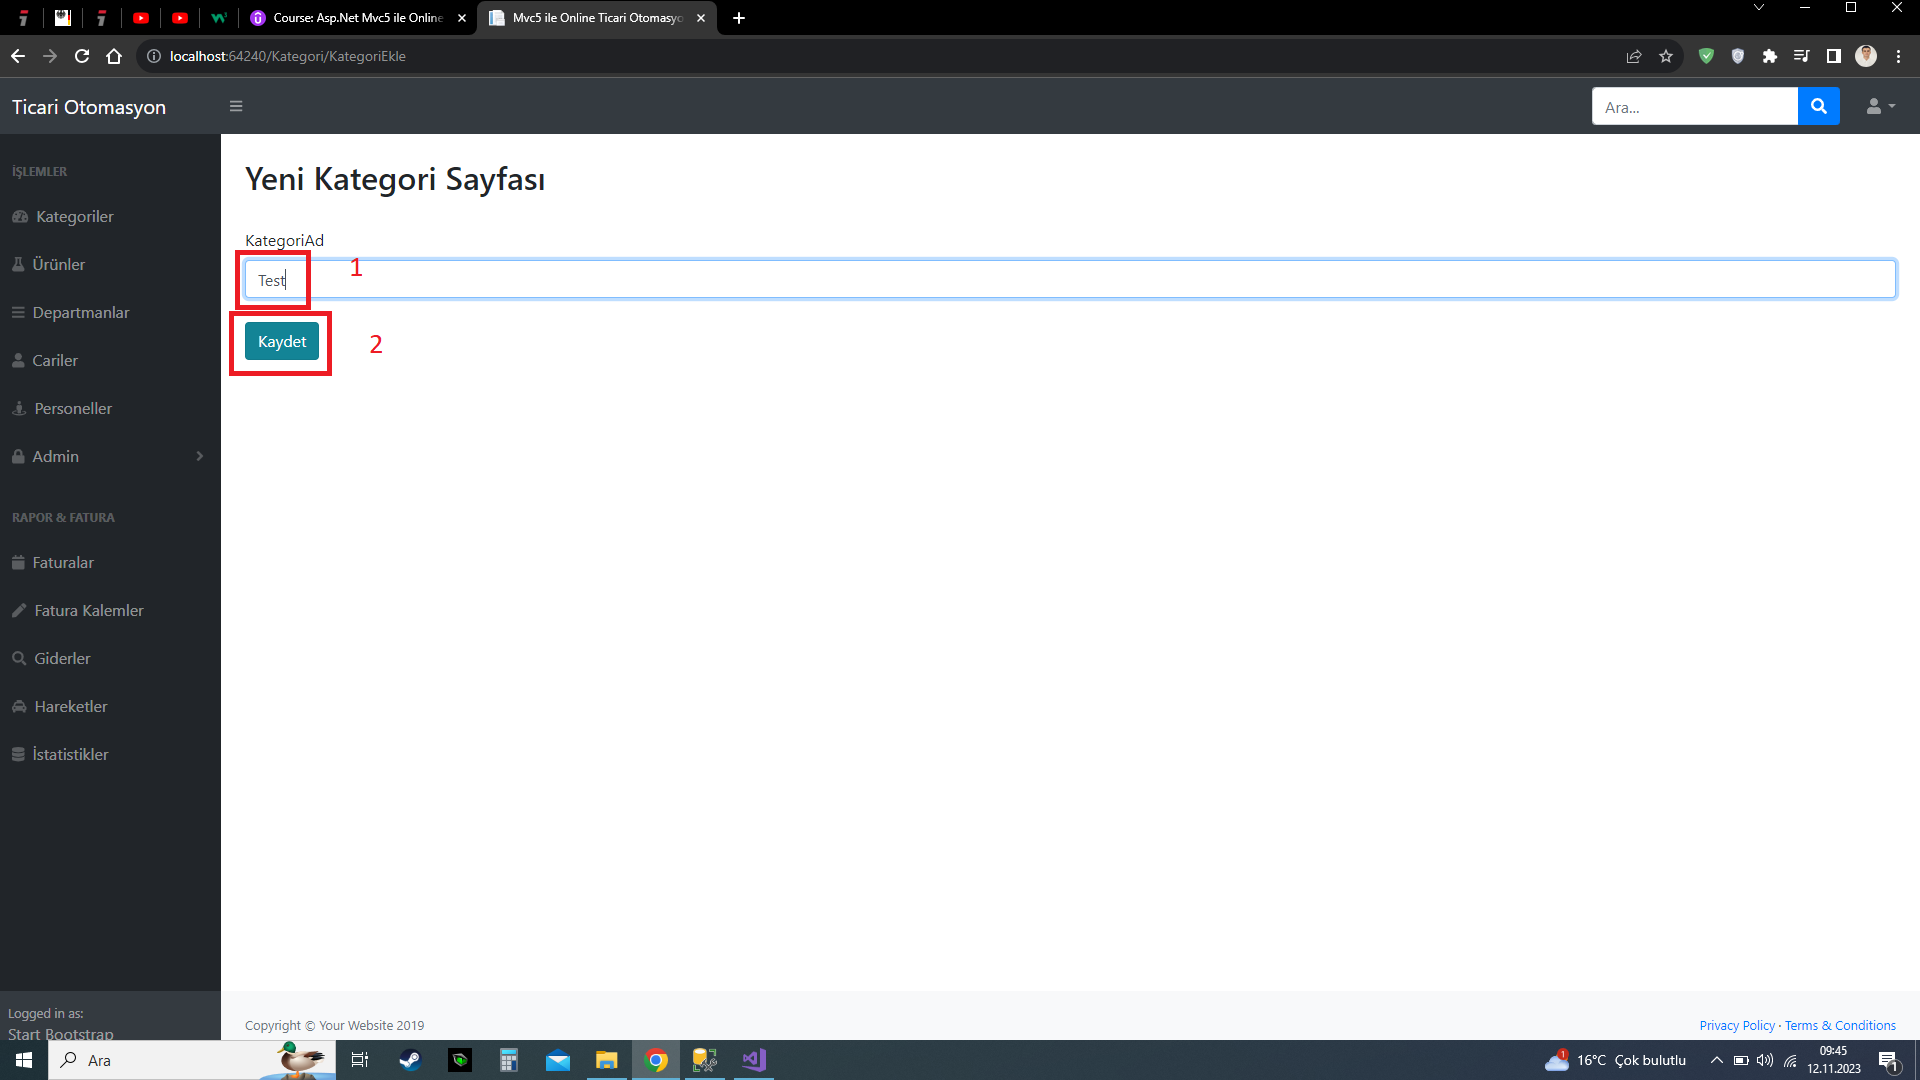 Course: Asp.Net Mvc5 ile Online
Mvc5 ile Online Ticari Otomasyo
localhost:64240/Kategori/KategoriEkle
Ticari Otomasyon
Ara...
İŞLEMLER
Kategoriler
Ürünler
Departmanlar
Cariler
Personeller
Admin
RAPOR & FATURA
Faturalar
Fatura Kalemler
Giderler
Hareketler
İstatistikler
Logged in as:
Start Bootstrap
Yeni Kategori Sayfası
KategoriAd
Test
1
Kaydet
2
Copyright © Your Website 2019
Privacy Policy · Terms & Conditions
Ara
1
16°C Çok bulutlu
09:45
12.11.2023
1